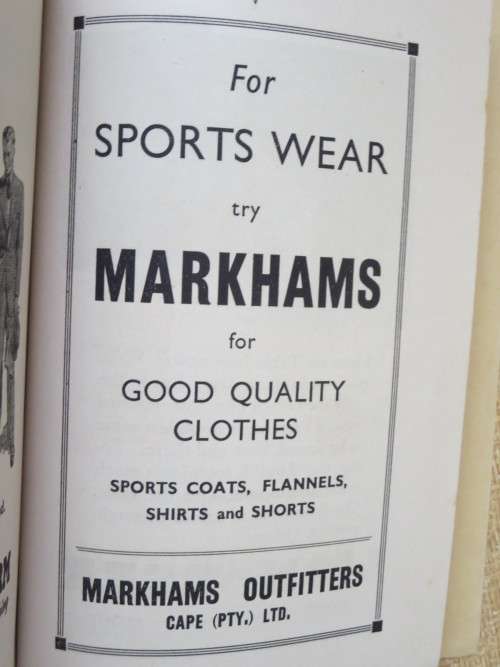 For
SPORTS WEAR
try
MARKHAMS
for
GOOD QUALITY
CLOTHES
SPORTS COATS, FLANNELS,
SHIRTS and SHORTS
MARKHAMS OUTFITTERS
CAPE (PTY.) LTD.